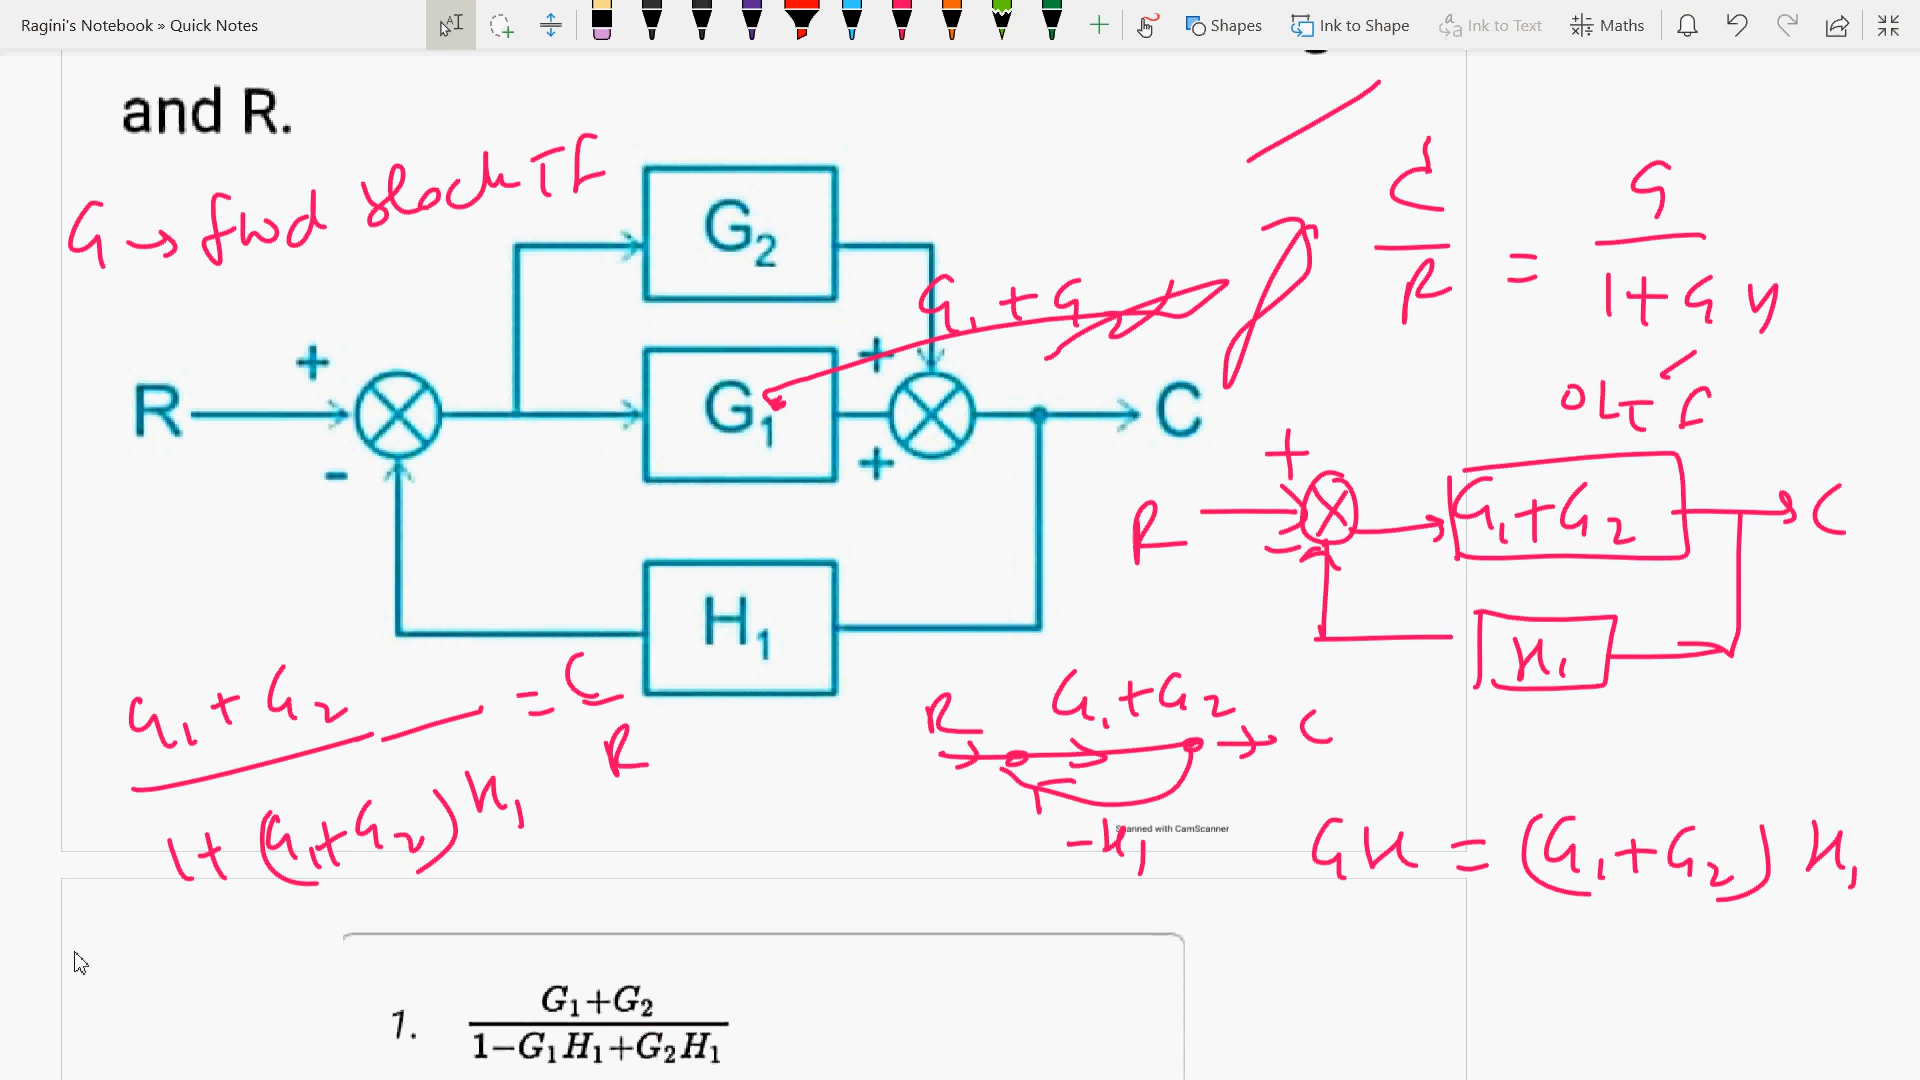 Ragini's Notebook » Quick Notes
Shapes
Ink to Shape
Ink to Text
Maths
and R.
G → fwd block TF
G₂
G₁ + G₂
C/R = G/1+GH
OLTF
R
+
-
G₁
+
+
C
R
+
-
G₁+G₂
C
H₁
H₁
G₁+G₂ / 1+(G₁+G₂)H₁ = C/R
R
G₁+G₂
C
-H₁
Scanned with CamScanner
GH = (G₁+G₂) H₁
1. G₁+G₂ / 1−G₁H₁+G₂H₁